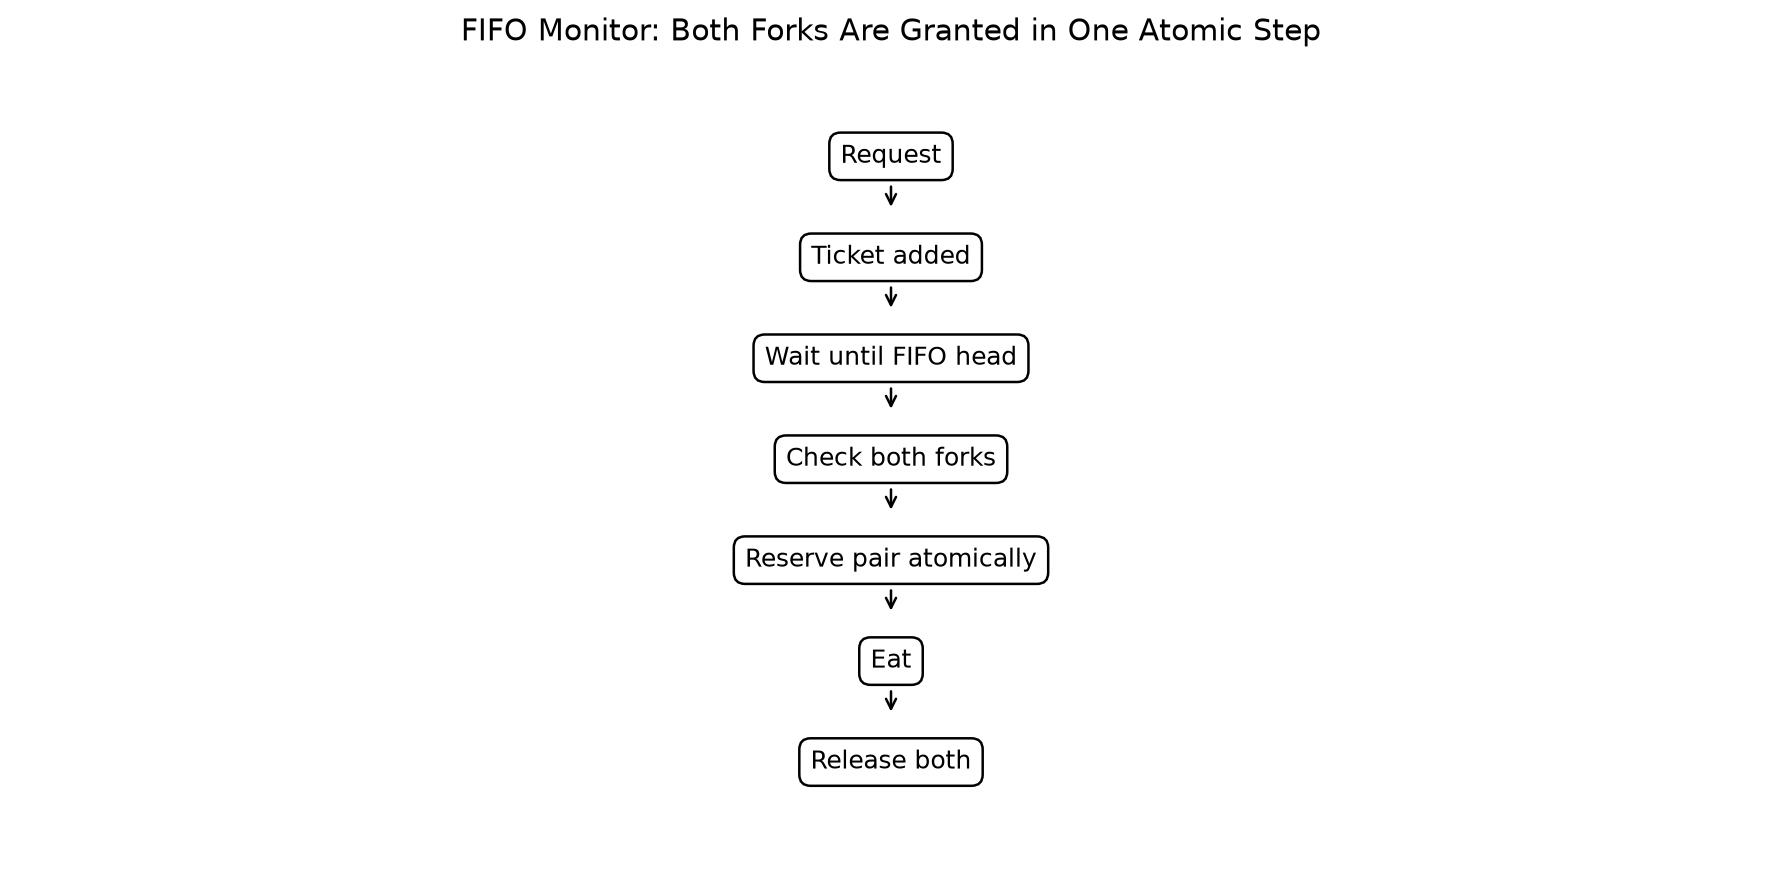 FIFO Monitor: Both Forks Are Granted in One Atomic Step
Request
Ticket added
Wait until FIFO head
Check both forks
Reserve pair atomically
Eat
Release both